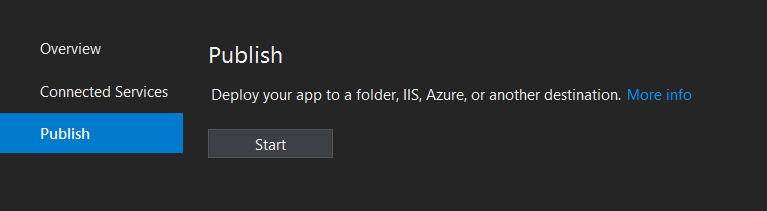 Overview
Connected Services
Publish
Publish
Deploy your app to a folder, IIS, Azure, or another destination. More info
Start